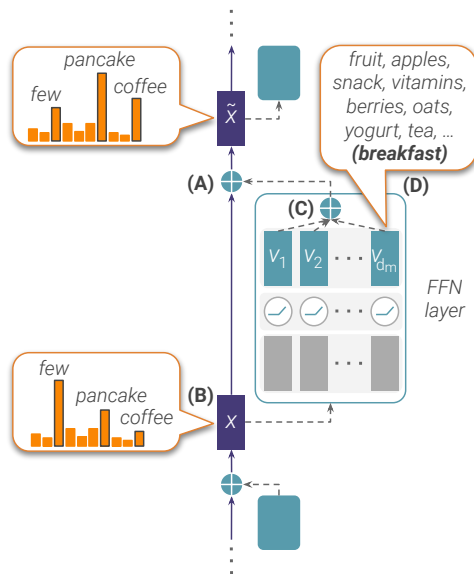 pancake
few
coffee
X̃
fruit, apples,
snack, vitamins,
berries, oats,
yogurt, tea, ...
(breakfast)
(A)
(C)
(D)
V1 V2 ... Vdm
FFN
layer
...
...
few
pancake
coffee
(B)
X